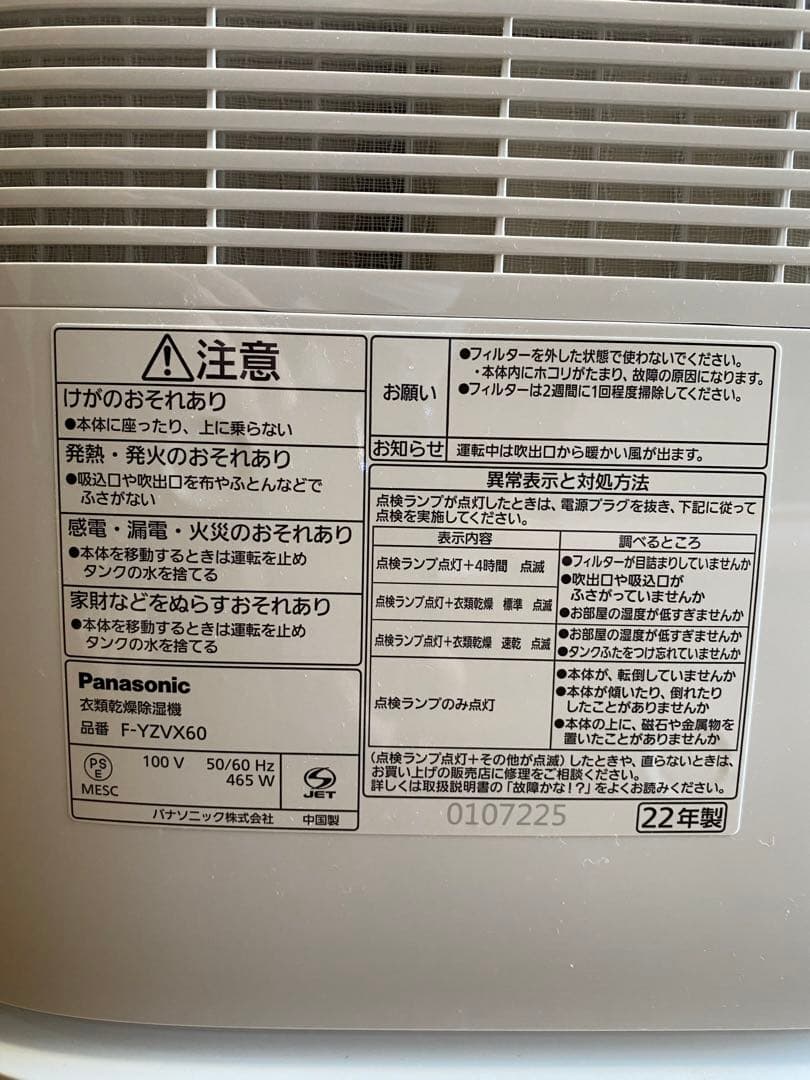 注意
けがのおそれあり
●本体に座ったり、上に乗らない
発熱・発火のおそれあり
●吸込口や吹出口を布やふとんなどで
ふさがない
感電・漏電・火災のおそれあり
●本体を移動するときは運転を止め
タンクの水を捨てる
家財などをぬらすおそれあり
●本体を移動するときは運転を止め
タンクの水を捨てる
Panasonic
衣類乾燥除湿機
品番 F-YZVX60
PS
E
MESC
100 V 50/60 Hz
465 W
JET
パナソニック株式会社 中国製
お願い
●フィルターを外した状態で使わないでください。
・本体内にホコリがたまり、故障の原因になります。
●フィルターは2週間に1回程度掃除してください。
お知らせ 運転中は吹出口から暖かい風が出ます。
異常表示と対処方法
点検ランプが点灯したときは、電源プラグを抜き、下記に従って
点検を実施してください。
表示内容 調べるところ
点検ランプ点灯+4時間 点滅
点検ランプ点灯+衣類乾燥 標準 点滅
●フィルターが目詰まりしていませんか
●吹出口や吸込口が
ふさがっていませんか
●お部屋の湿度が低すぎませんか
点検ランプ点灯+衣類乾燥 速乾 点滅
●お部屋の湿度が低すぎませんか
●タンクふたをつけ忘れていませんか
点検ランプのみ点灯
●本体が、転倒していませんか
●本体が傾いたり、倒れたり
したことがありませんか
●本体の上に、磁石や金属物を
置いたことがありませんか
(点検ランプ点灯+その他が点滅)したときや、直らないときは、
お買い上げの販売店に修理をご相談ください。
詳しくは取扱説明書の「故障かな!?」をよくお読みください。
0107225 22年製